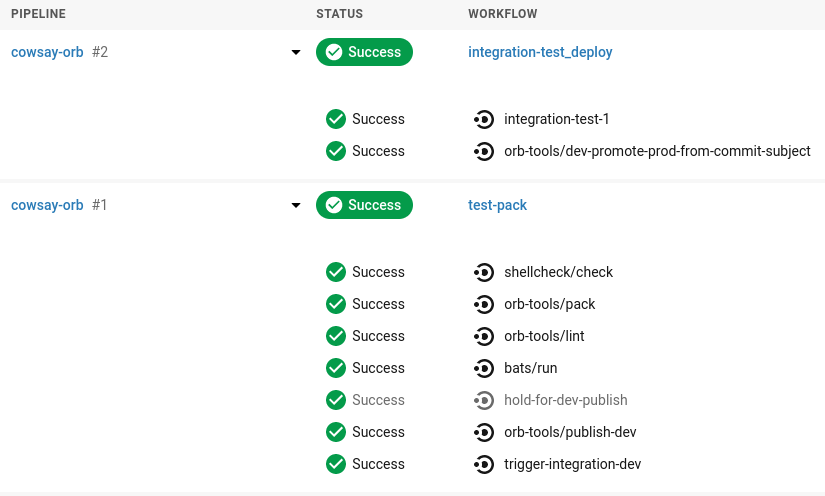 PIPELINE STATUS WORKFLOW
cowsay-orb #2 Success integration-test_deploy
Success integration-test-1
Success orb-tools/dev-promote-prod-from-commit-subject
cowsay-orb #1 Success test-pack
Success shellcheck/check
Success orb-tools/pack
Success orb-tools/lint
Success bats/run
Success hold-for-dev-publish
Success orb-tools/publish-dev
Success trigger-integration-dev